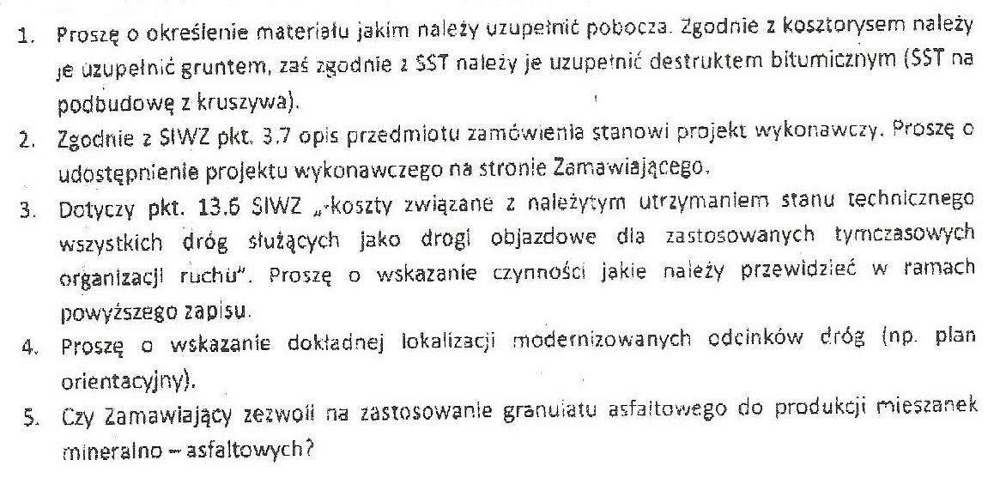 1. Proszę o określenie materiału jakim należy uzupełnić pobocza. Zgodnie z kosztorysem należy
je uzupełnić gruntem, zaś zgodnie z SST należy je uzupełnić destruktem bitumicznym (SST na
podbudowę z kruszywa).
2. Zgodnie z SIWZ pkt. 3.7 opis przedmiotu zamówienia stanowi projekt wykonawczy. Proszę o
udostępnienie projektu wykonawczego na stronie Zamawiającego.
3. Dotyczy pkt. 13.6 SIWZ „-koszty związane z należytym utrzymaniem stanu technicznego
wszystkich dróg służących jako drogi objazdowe dla zastosowanych tymczasowych
organizacji ruchu". Proszę o wskazanie czynności jakie należy przewidzieć w ramach
powyższego zapisu.
4. Proszę o wskazanie dokładnej lokalizacji modernizowanych odcinków dróg (np. plan
orientacyjny).
5. Czy Zamawiający zezwoli na zastosowanie granulatu asfaltowego do produkcji mieszanek
mineralno – asfaltowych?